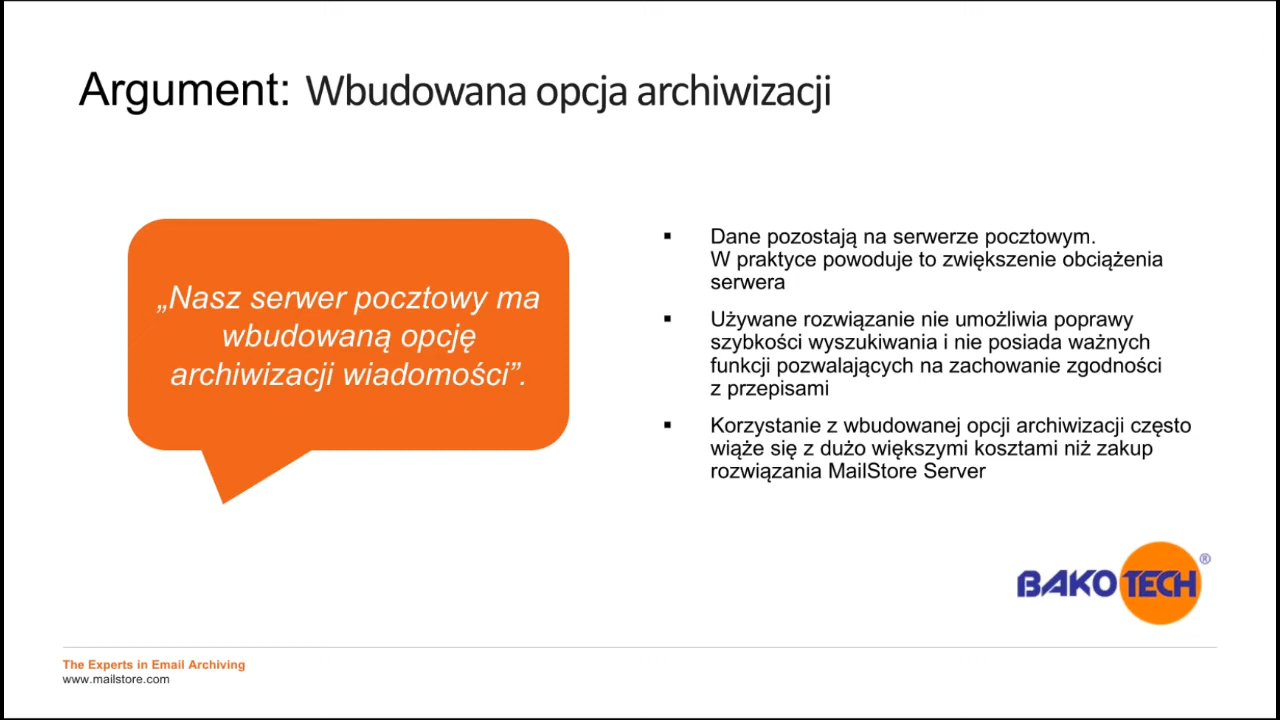 Argument: Wbudowana opcja archiwizacji
„Nasz serwer pocztowy ma
wbudowaną opcję
archiwizacji wiadomości”.
▪ Dane pozostają na serwerze pocztowym.
W praktyce powoduje to zwiększenie obciążenia
serwera
▪ Używane rozwiązanie nie umożliwia poprawy
szybkości wyszukiwania i nie posiada ważnych
funkcji pozwalających na zachowanie zgodności
z przepisami
▪ Korzystanie z wbudowanej opcji archiwizacji często
wiąże się z dużo większymi kosztami niż zakup
rozwiązania MailStore Server
BAKOTECH®
The Experts in Email Archiving
www.mailstore.com